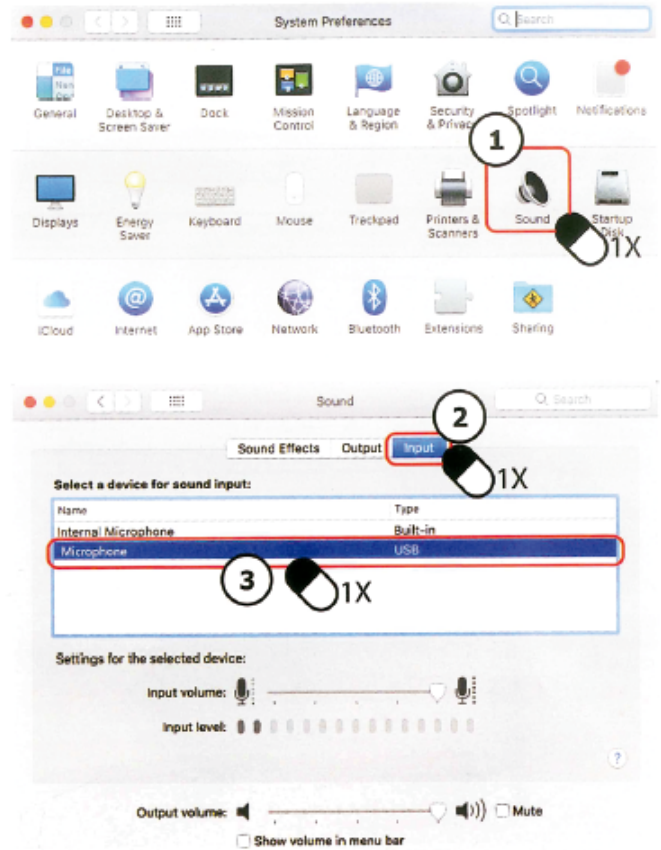 System Preferences
Search
File
General
Desktop & Screen Saver
Dock
Mission Control
Language & Region
Security & Privacy
Spotlight
Notifications
1
Displays
Energy Saver
Keyboard
Mouse
Trackpad
Printers & Scanners
Sound
Startup Disk
1X
iCloud
Internet
App Store
Network
Bluetooth
Extensions
Sharing
Sound
Search
2
Sound Effects Output Input
1X
Select a device for sound input:
Name Type
Internal Microphone Built-in
Microphone USB
3
1X
Settings for the selected device:
Input volume:
Input level:
?
Output volume: Mute
Show volume in menu bar